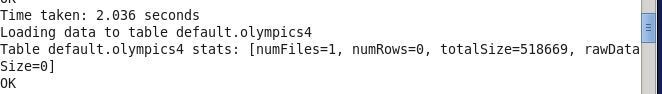 OK
Time taken: 2.036 seconds
Loading data to table default.olympics4
Table default.olympics4 stats: [numFiles=1, numRows=0, totalSize=518669, rawData
Size=0]
OK